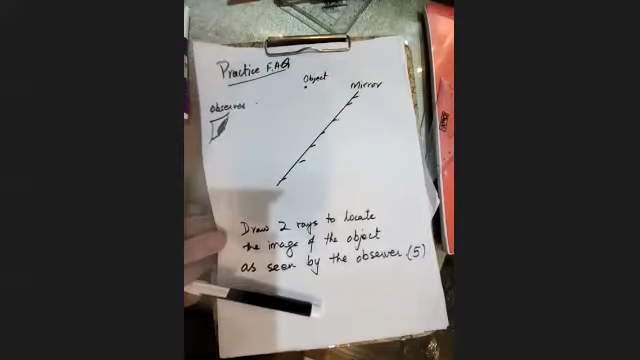 Practice F.A.Q
Object
Mirror
Observer
Draw 2 rays to locate
the image of the object
as seen by the observer. {5}